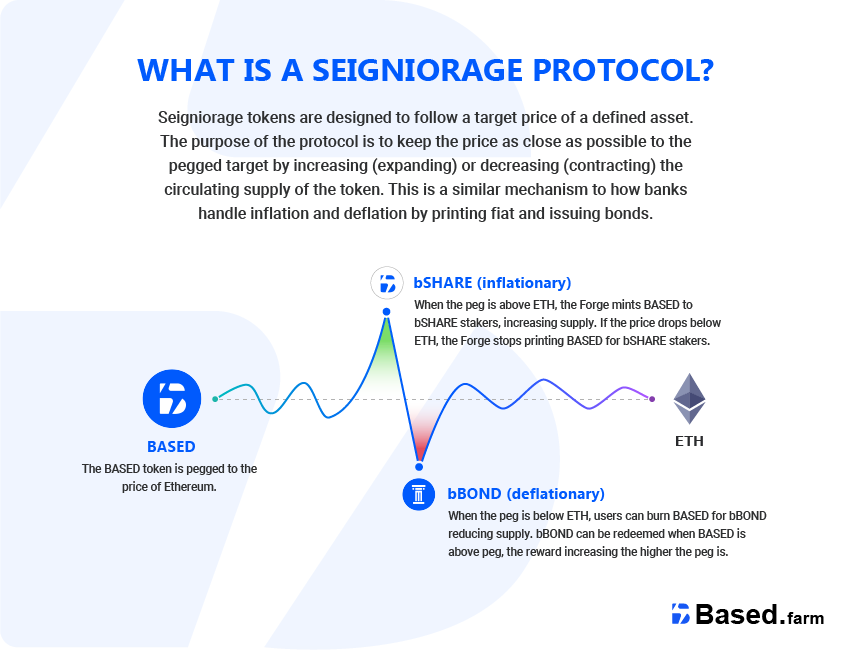 WHAT IS A SEIGNIORAGE PROTOCOL?
Seigniorage tokens are designed to follow a target price of a defined asset.
The purpose of the protocol is to keep the price as close as possible to the
pegged target by increasing (expanding) or decreasing (contracting) the
circulating supply of the token. This is a similar mechanism to how banks
handle inflation and deflation by printing fiat and issuing bonds.
bSHARE (inflationary)
When the peg is above ETH, the Forge mints BASED to
bSHARE stakers, increasing supply. If the price drops below
ETH, the Forge stops printing BASED for bSHARE stakers.
BASED
The BASED token is pegged to the
price of Ethereum.
ETH
bBOND (deflationary)
When the peg is below ETH, users can burn BASED for bBOND
reducing supply. bBOND can be redeemed when BASED is
above peg, the reward increasing the higher the peg is.
Based.farm